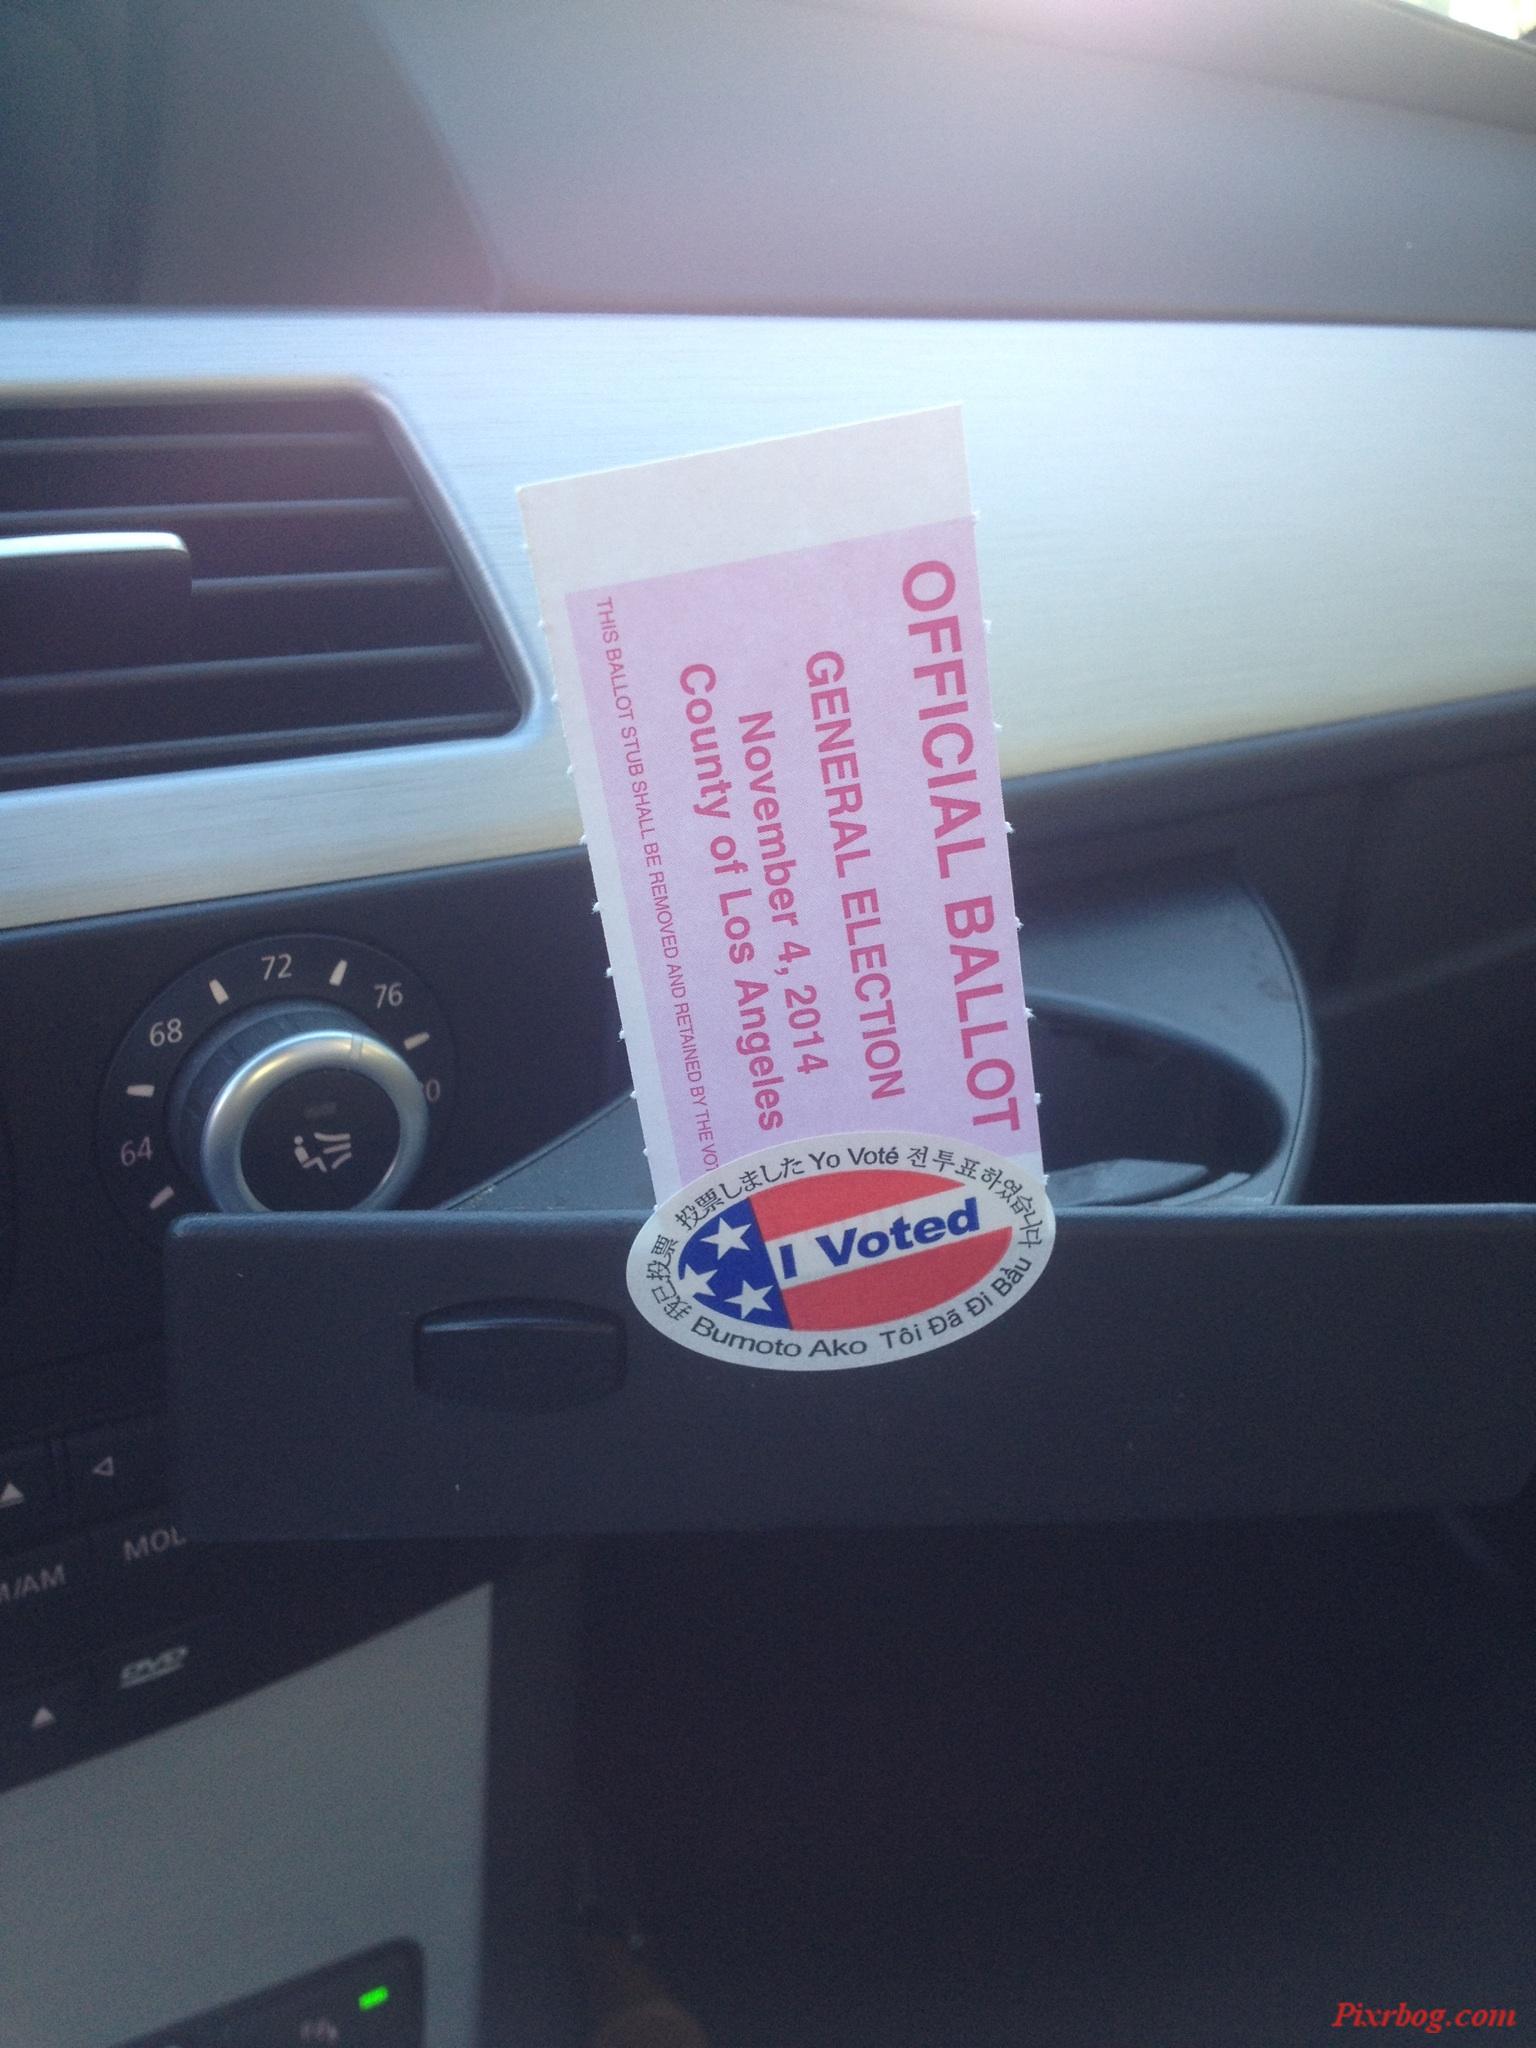 OFFICIAL BALLOT
GENERAL ELECTION
November 4, 2014
County of Los Angeles
THIS BALLOT STUB SHALL BE REMOVED AND RETAINED BY THE
I Voted
我已投票 投票しました Yo Voté 전투표하였습니다
Bumoto Ako Tôi Đã Đi Bầu
64
68
72
76
MOL
DVD
Pixrbog.com